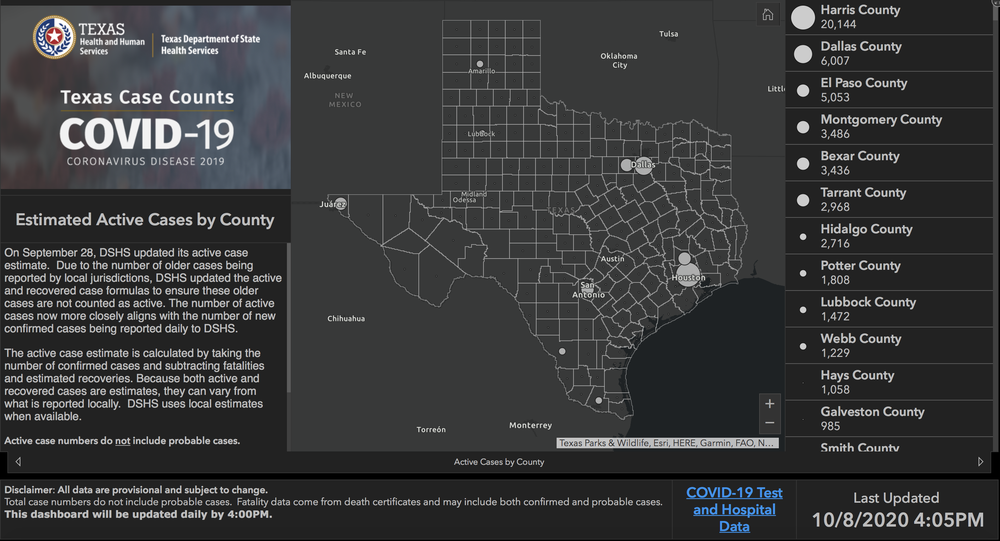 TEXAS
Health and Human
Services
Texas Department of State
Health Services
Texas Case Counts
COVID-19
CORONAVIRUS DISEASE 2019
Estimated Active Cases by County
On September 28, DSHS updated its active case
estimate.  Due to the number of older cases being
reported by local jurisdictions, DSHS updated the active
and recovered case formulas to ensure these older
cases are not counted as active. The number of active
cases now more closely aligns with the number of new
confirmed cases being reported daily to DSHS.
The active case estimate is calculated by taking the
number of confirmed cases and subtracting fatalities
and estimated recoveries. Because both active and
recovered cases are estimates, they can vary from
what is reported locally.  DSHS uses local estimates
when available.
Active case numbers do not include probable cases.
Tulsa
Santa Fe
Oklahoma
City
Amarillo
Albuquerque
Little
NEW
MEXICO
Lubbock
Dallas
Midland
Odessa
Juárez
TEXAS
Austin
Houston
San
Antonio
Chihuahua
Monterrey
Torreón
+
−
Texas Parks & Wildlife, Esri, HERE, Garmin, FAO, N...
Harris County
20,144
Dallas County
6,007
El Paso County
5,053
Montgomery County
3,486
Bexar County
3,436
Tarrant County
2,968
Hidalgo County
2,716
Potter County
1,808
Lubbock County
1,472
Webb County
1,229
Hays County
1,058
Galveston County
985
Smith County
Active Cases by County
Disclaimer: All data are provisional and subject to change.
Total case numbers do not include probable cases.  Fatality data come from death certificates and may include both confirmed and probable cases.
This dashboard will be updated daily by 4:00PM.
COVID-19 Test
and Hospital
Data
Last Updated
10/8/2020 4:05PM